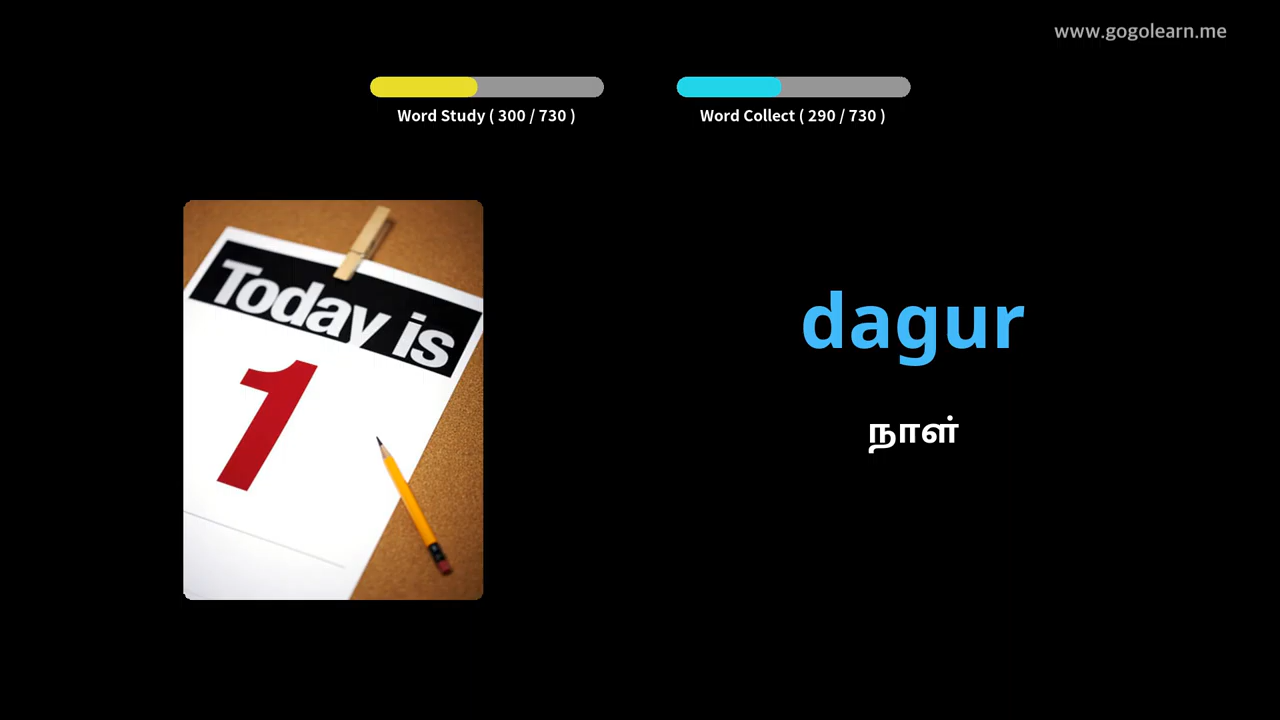 www.gogolearn.me
Word Study ( 300 / 730 )
Word Collect ( 290 / 730 )
Today is
1
dagur
நாள்